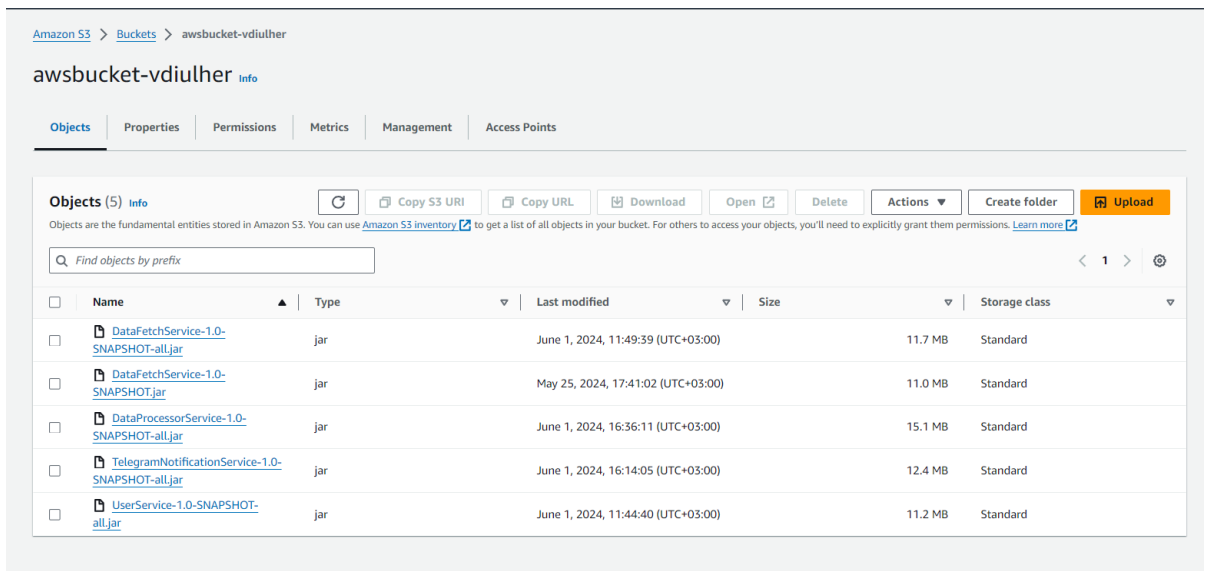 Amazon S3 > Buckets > awsbucket-vdiulher
awsbucket-vdiulher Info
Objects Properties Permissions Metrics Management Access Points
Objects (5) Info Copy S3 URI Copy URL Download Open Delete Actions ▼ Create folder Upload
Objects are the fundamental entities stored in Amazon S3. You can use Amazon S3 inventory to get a list of all objects in your bucket. For others to access your objects, you'll need to explicitly grant them permissions. Learn more
Find objects by prefix < 1 >
Name Type Last modified Size Storage class
DataFetchService-1.0-
SNAPSHOT-all.jar jar June 1, 2024, 11:49:39 (UTC+03:00) 11.7 MB Standard
DataFetchService-1.0-
SNAPSHOT.jar jar May 25, 2024, 17:41:02 (UTC+03:00) 11.0 MB Standard
DataProcessorService-1.0-
SNAPSHOT-all.jar jar June 1, 2024, 16:36:11 (UTC+03:00) 15.1 MB Standard
TelegramNotificationService-1.0-
SNAPSHOT-all.jar jar June 1, 2024, 16:14:05 (UTC+03:00) 12.4 MB Standard
UserService-1.0-SNAPSHOT-
all.jar jar June 1, 2024, 11:44:40 (UTC+03:00) 11.2 MB Standard